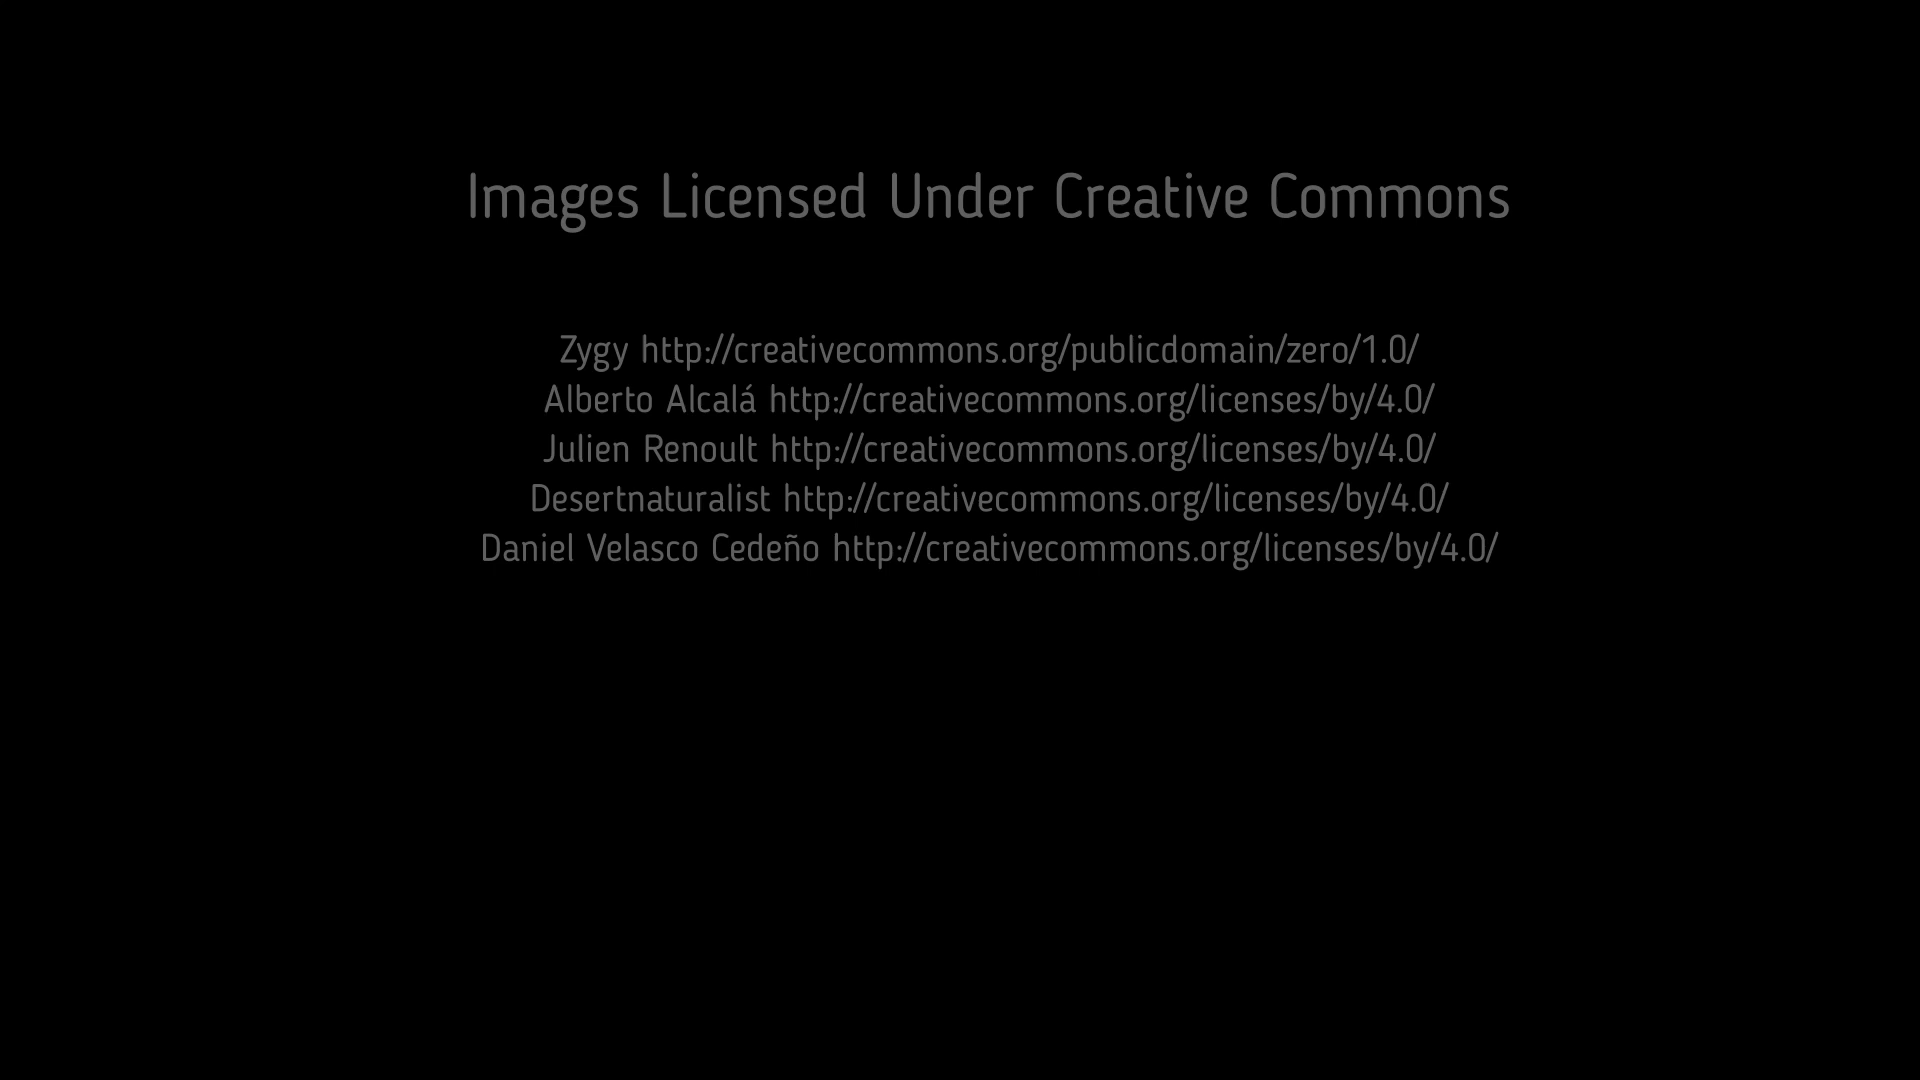 Images Licensed Under Creative Commons
Zygy http://creativecommons.org/publicdomain/zero/1.0/
Alberto Alcalá http://creativecommons.org/licenses/by/4.0/
Julien Renoult http://creativecommons.org/licenses/by/4.0/
Desertnaturalist http://creativecommons.org/licenses/by/4.0/
Daniel Velasco Cedeño http://creativecommons.org/licenses/by/4.0/